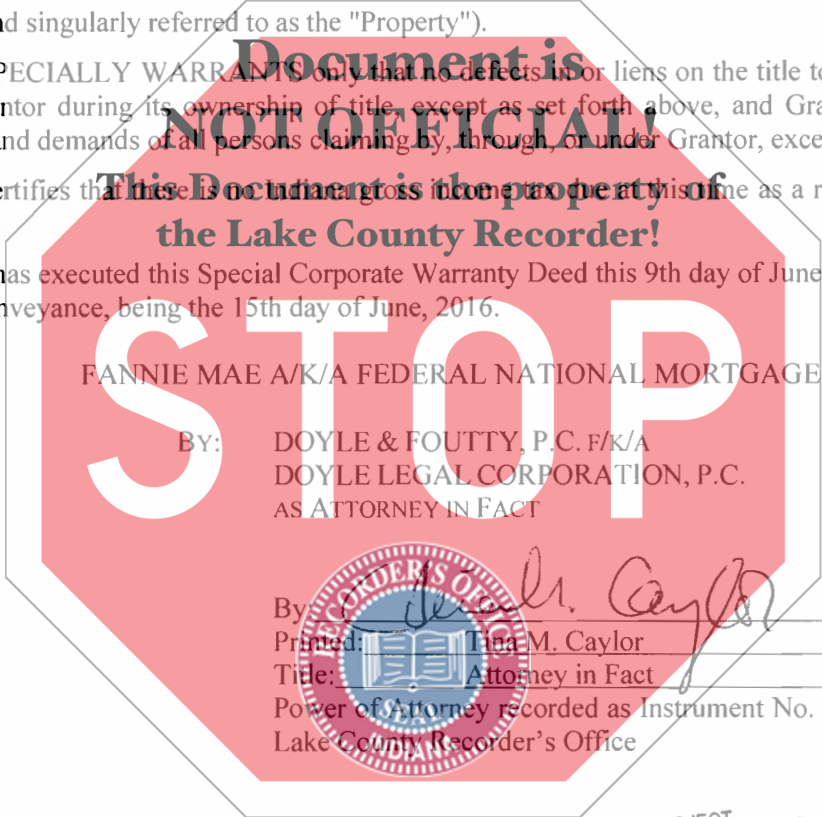 d singularly referred to as the "Property").
Document is
PECIALLY WARRANTS only that no defects in or liens on the title to
ntor during its ownership of title, except as set forth above, and Gra
NOT OFFICIAL!
nd demands of all persons claiming by, through, or under Grantor, exce
This Document is the property of
ertifies that there is no Indiana gross income tax due at this time as a r
the Lake County Recorder!
has executed this Special Corporate Warranty Deed this 9th day of June
nveyance, being the 15th day of June, 2016.
STOP
FANNIE MAE A/K/A FEDERAL NATIONAL MORTGAGE
BY: DOYLE & FOUTTY, P.C. F/K/A
DOYLE LEGAL CORPORATION, P.C.
AS ATTORNEY IN FACT
RECORDER'S OFFICE
By:
Printed: Tina M. Caylor
Title: Attorney in Fact
SEAL
Power of Attorney recorded as Instrument No.
INDIANA
Lake County Recorder's Office